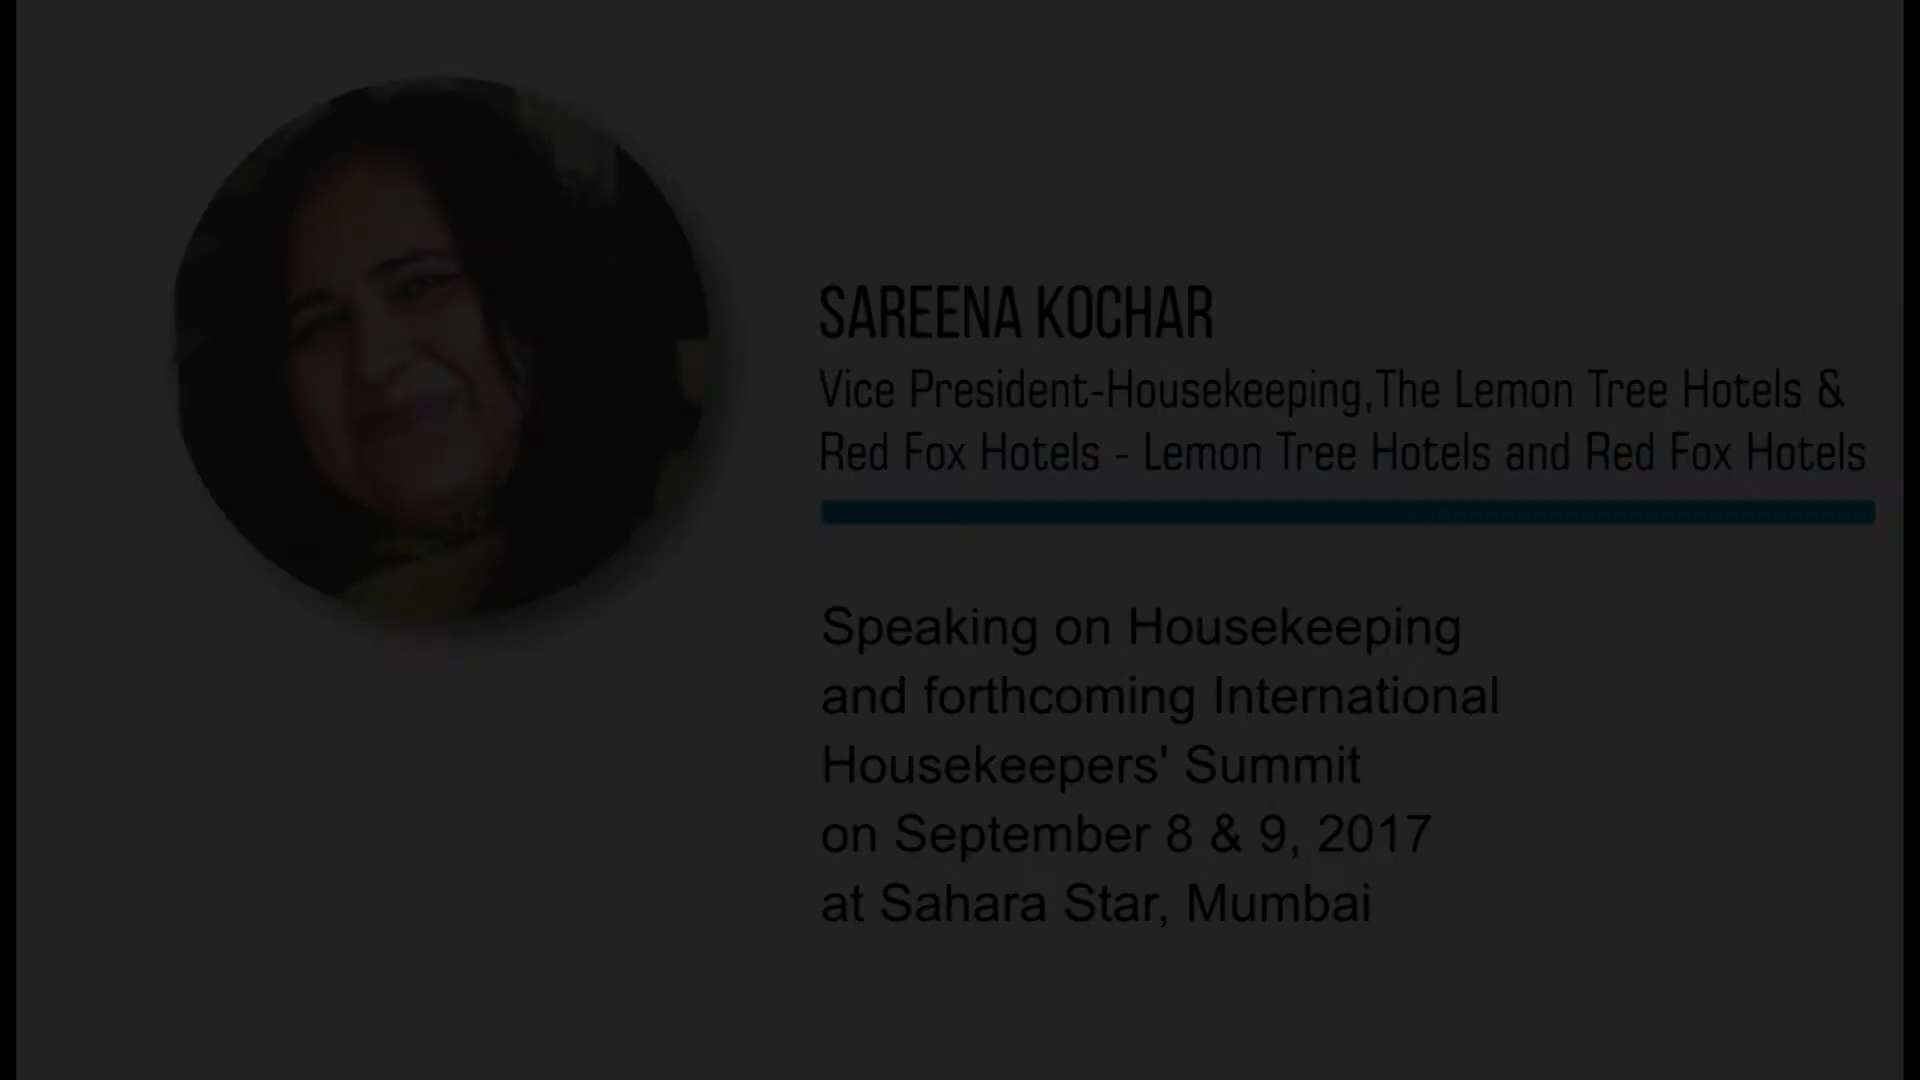 SAREENA KOCHAR
Vice President-Housekeeping,The Lemon Tree Hotels &
Red Fox Hotels - Lemon Tree Hotels and Red Fox Hotels
Speaking on Housekeeping
and forthcoming International
Housekeepers' Summit
on September 8 & 9, 2017
at Sahara Star, Mumbai